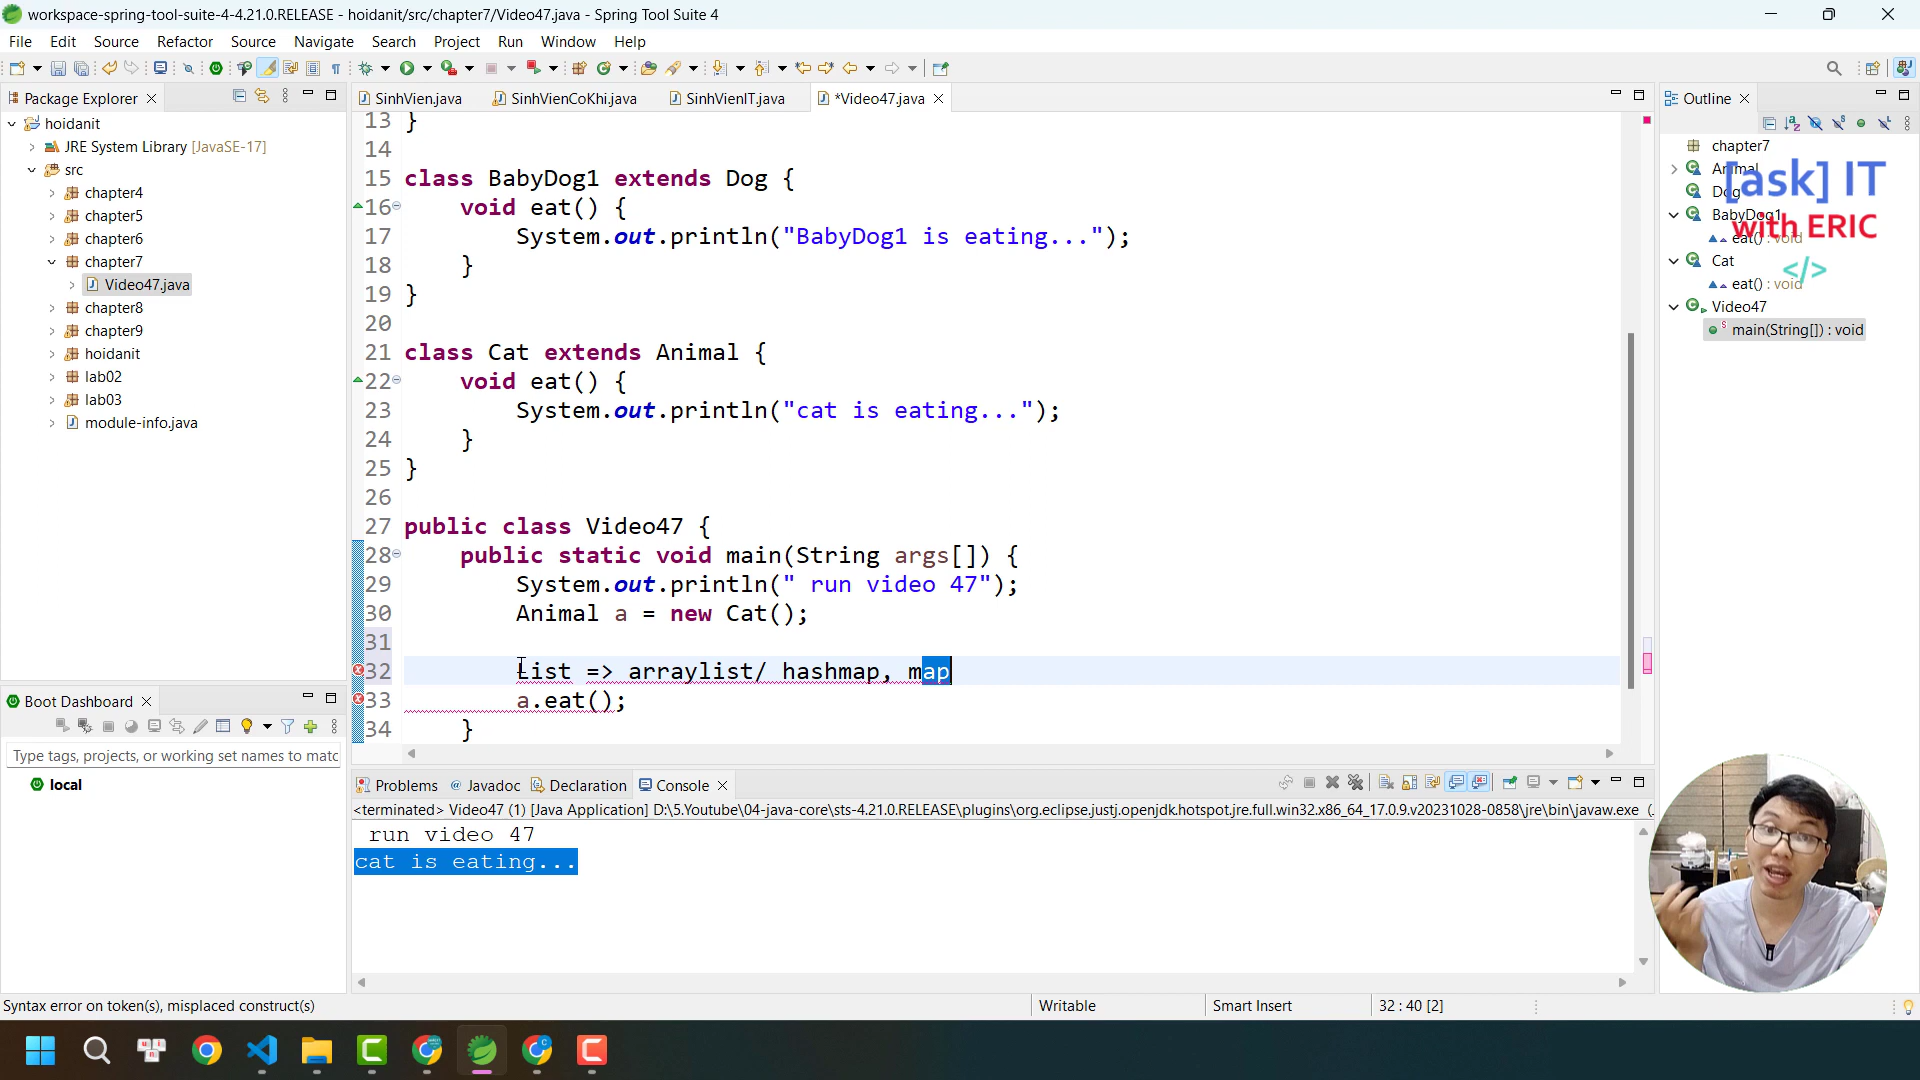 workspace-spring-tool-suite-4-4.21.0.RELEASE - hoidanit/src/chapter7/Video47.java - Spring Tool Suite 4
File Edit Source Refactor Source Navigate Search Project Run Window Help
Package Explorer
SinhVien.java SinhVienCoKhi.java SinhVienIT.java *Video47.java
Outline
hoidanit
JRE System Library [JavaSE-17]
src
chapter4
chapter5
chapter6
chapter7
Video47.java
chapter8
chapter9
hoidanit
lab02
lab03
module-info.java
13 }
14
15 class BabyDog1 extends Dog {
16 void eat() {
17 System.out.println("BabyDog1 is eating...");
18 }
19 }
20
21 class Cat extends Animal {
22 void eat() {
23 System.out.println("cat is eating...");
24 }
25 }
26
27 public class Video47 {
28 public static void main(String args[]) {
29 System.out.println(" run video 47");
30 Animal a = new Cat();
31
32 List => arraylist/ hashmap, map
33 a.eat();
34 }
chapter7
Animal
Dog
BabyDog1
eat() : void
Cat
eat() : void
Video47
main(String[]) : void
[ask] IT
with ERIC
</>
Boot Dashboard
Type tags, projects, or working set names to matc
local
Problems Javadoc Declaration Console
<terminated> Video47 (1) [Java Application] D:\5.Youtube\04-java-core\sts-4.21.0.RELEASE\plugins\org.eclipse.justj.openjdk.hotspot.jre.full.win32.x86_64_17.0.9.v20231028-0858\jre\bin\javaw.exe (
run video 47
cat is eating...
Syntax error on token(s), misplaced construct(s)
Writable
Smart Insert
32 : 40 [2]